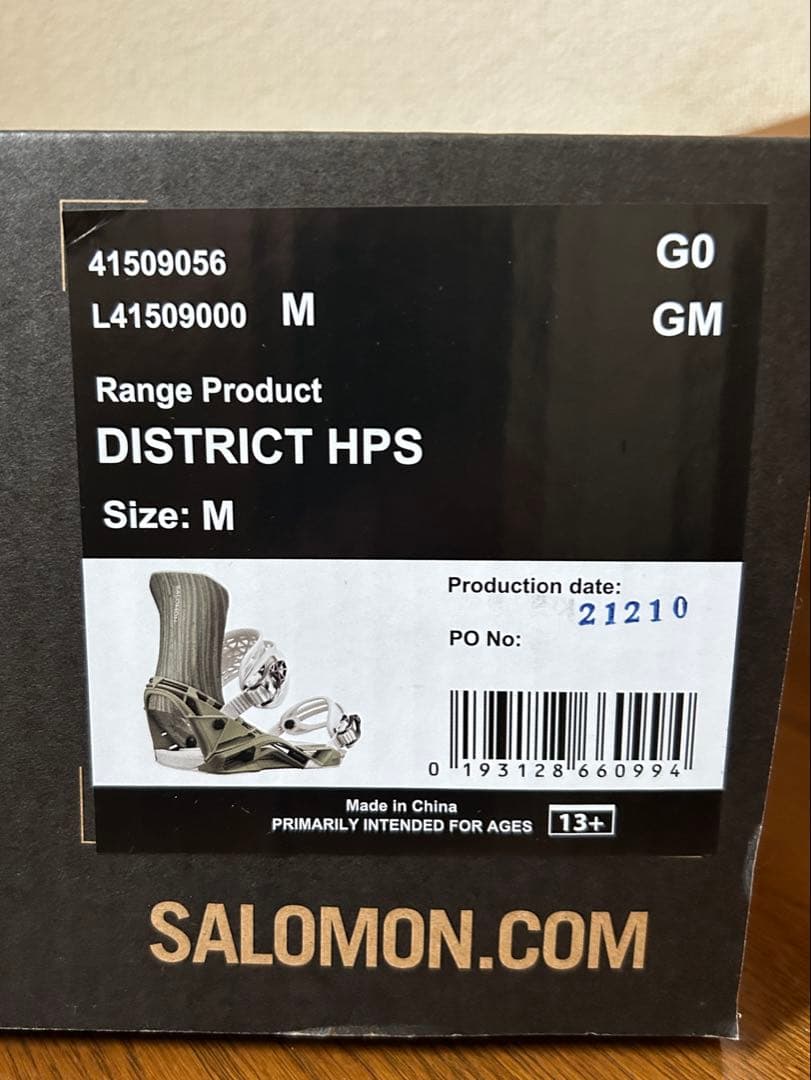 41509056
G0
L41509000 M
GM
Range Product
DISTRICT HPS
Size: M
SALOMON
Production date:
21210
PO No:
0 193128 660994
Made in China
PRIMARILY INTENDED FOR AGES 13+
SALOMON.COM